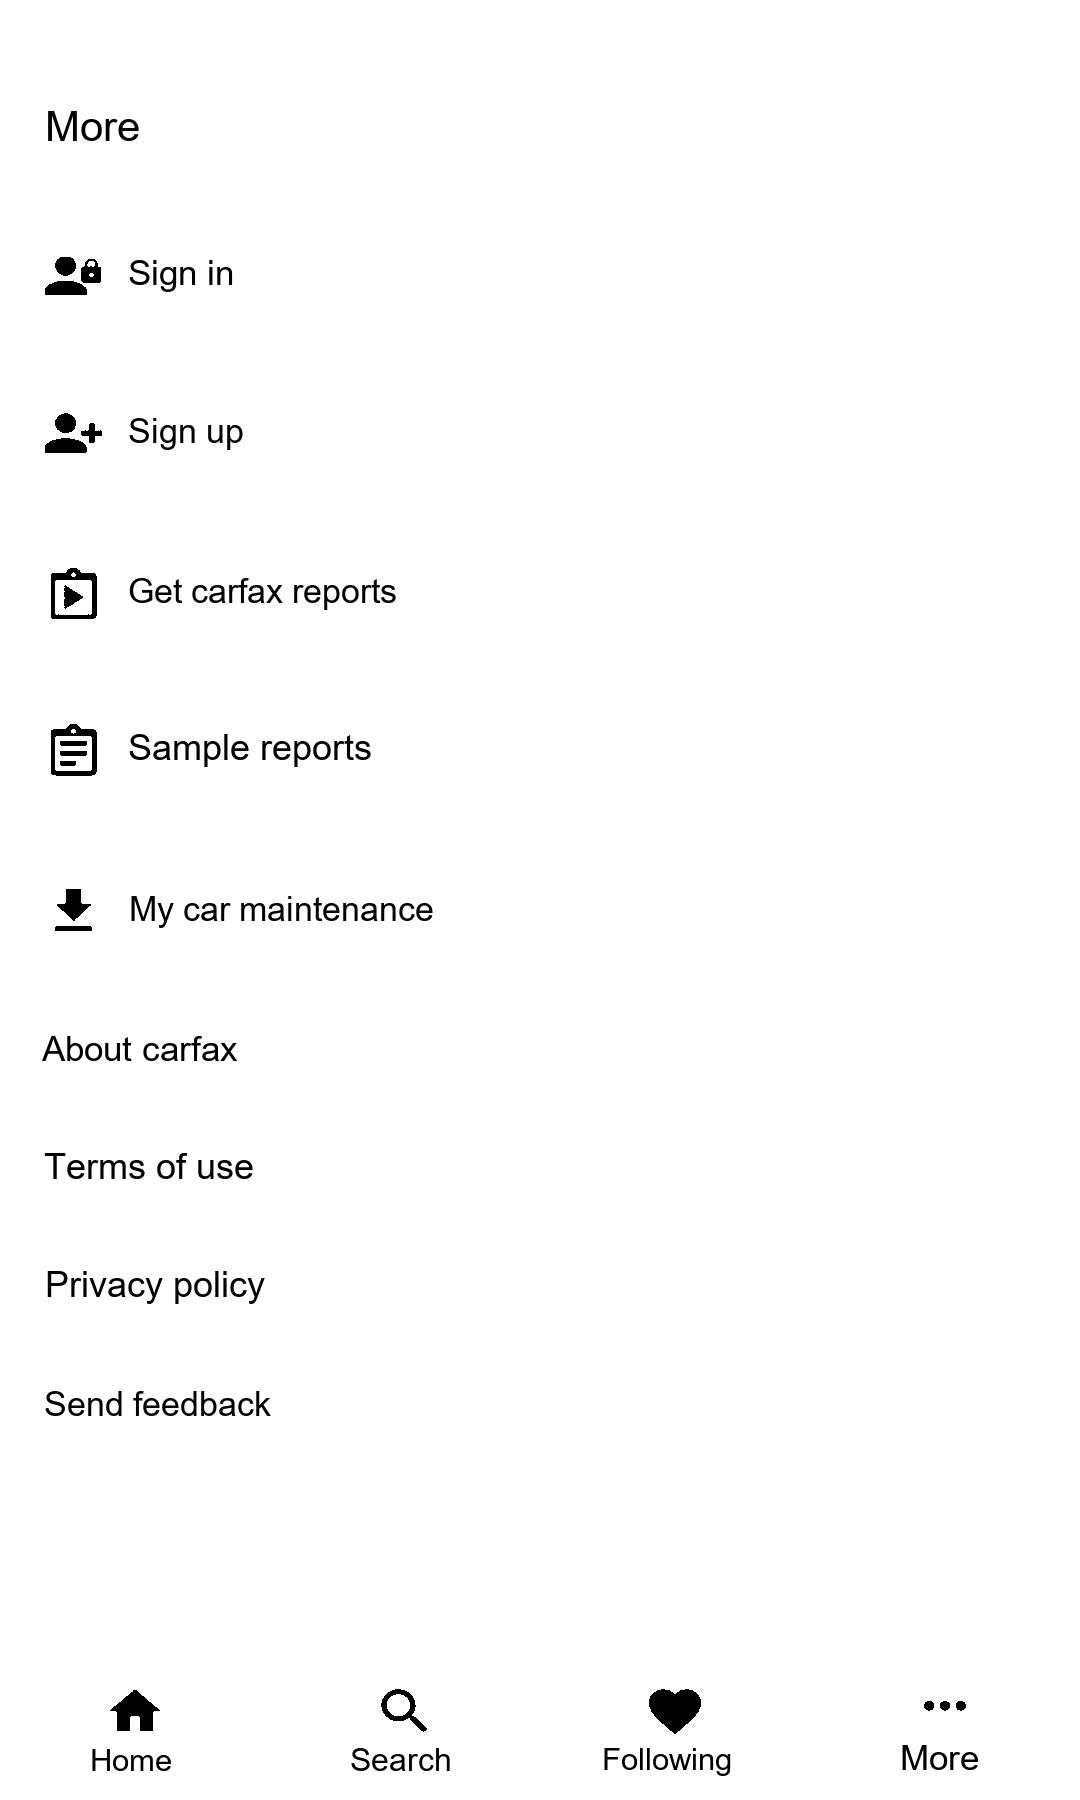 More
Sign in
Sign up
Get carfax reports
Sample reports
My car maintenance
About carfax
Terms of use
Privacy policy
Send feedback
Home
Search
Following
More